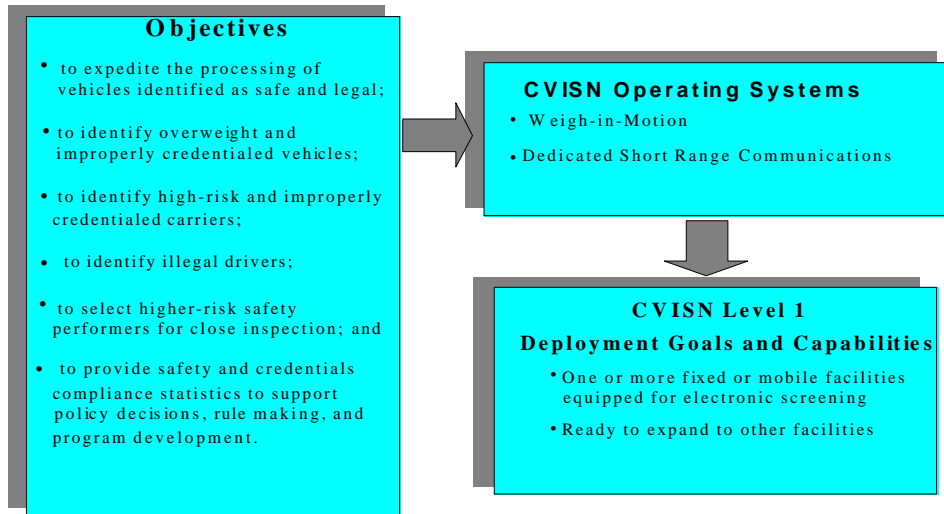 Objectives
• to expedite the processing of
vehicles identified as safe and legal;
• to identify overweight and
improperly credentialed vehicles;
• to identify high-risk and improperly
credentialed carriers;
• to identify illegal drivers;
• to select higher-risk safety
performers for close inspection; and
• to provide safety and credentials
compliance statistics to support
policy decisions, rule making, and
program development.
CVISN Operating Systems
• Weigh-in-Motion
• Dedicated Short Range Communications
CVISN Level 1
Deployment Goals and Capabilities
• One or more fixed or mobile facilities
equipped for electronic screening
• Ready to expand to other facilities